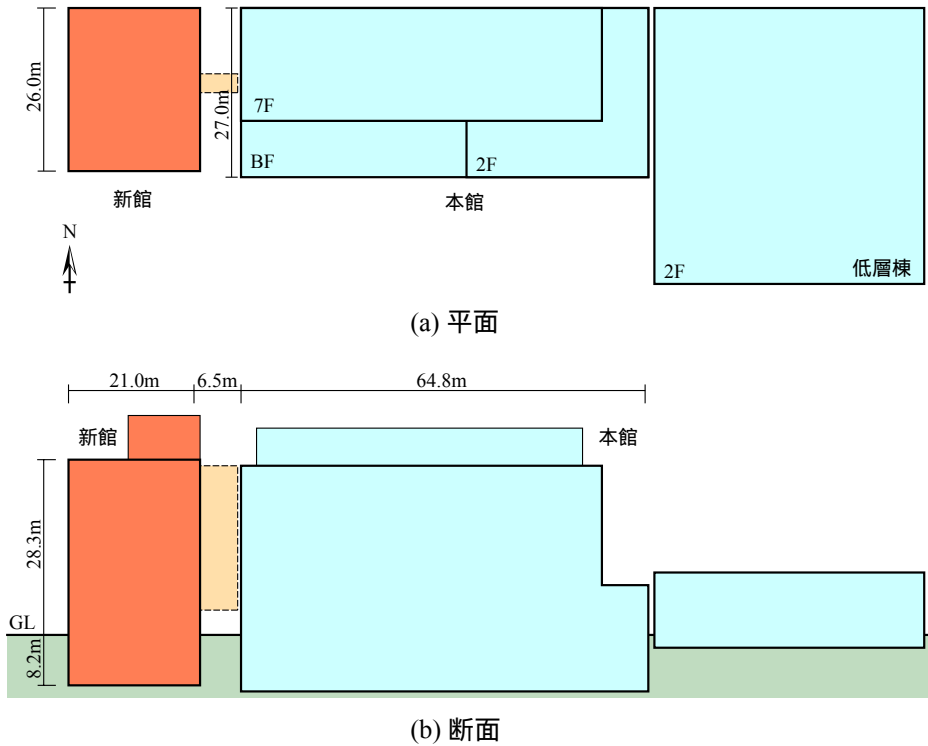 26.0m
27.0m
7F
BF
2F
新館
本館
N
2F
低層棟
(a) 平面
21.0m
6.5m
64.8m
新館
本館
28.3m
GL
8.2m
(b) 断面